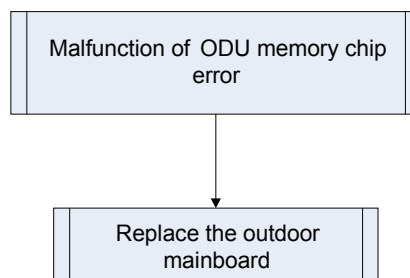 Malfunction of ODU memory chip
error
Replace the outdoor
mainboard